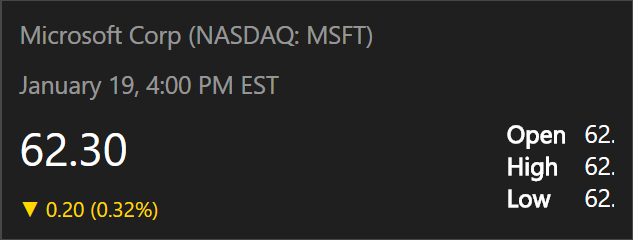 Microsoft Corp (NASDAQ: MSFT)
January 19, 4:00 PM EST
62.30
▼ 0.20 (0.32%)
Open 62.
High 62.
Low 62.